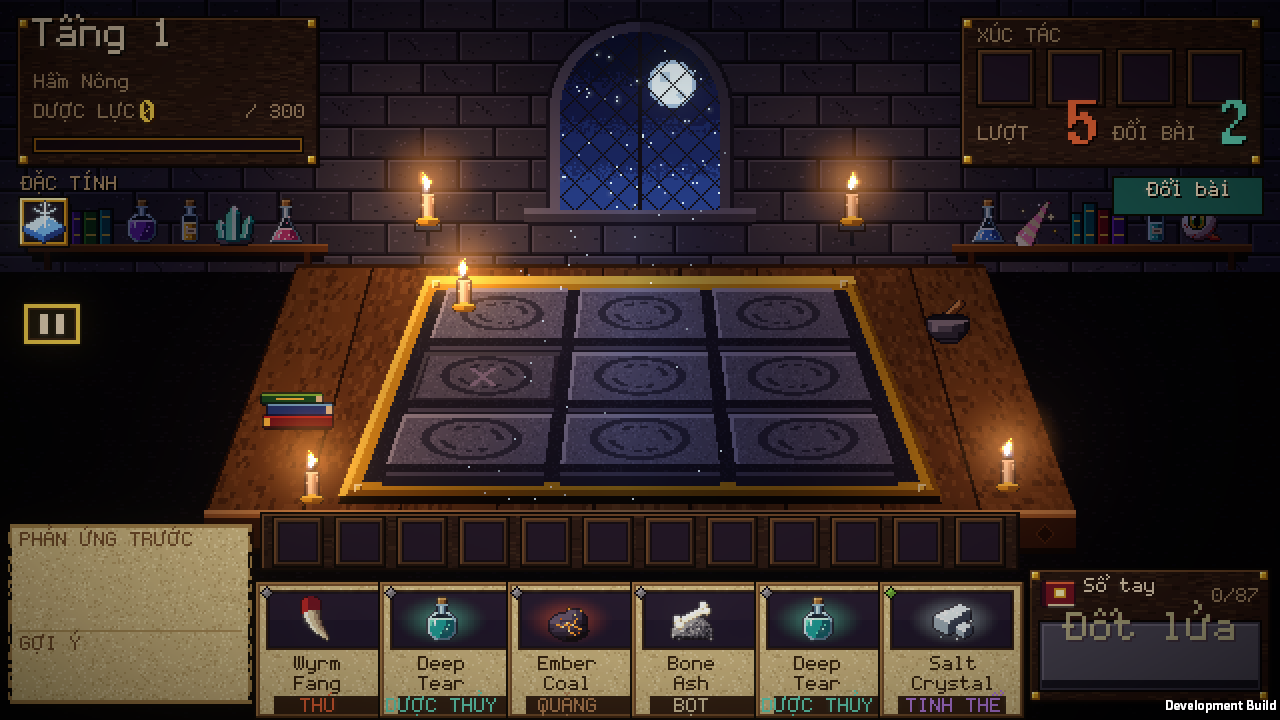 Tầng 1
Hầm Nông
DƯỢC LỰC 0 / 300
ĐẶC TÍNH
XÚC TÁC
LƯỢT 5 ĐỔI BÀI 2
Đổi bài
PHẢN ỨNG TRƯỚC
GỢI Ý
Wyrm Fang
THÚ
Deep Tear
DƯỢC THỦY
Ember Coal
QUẶNG
Bone Ash
BỘT
Deep Tear
DƯỢC THỦY
Salt Crystal
TINH THỂ
Sổ tay
0/87
Đốt lửa
Development Build